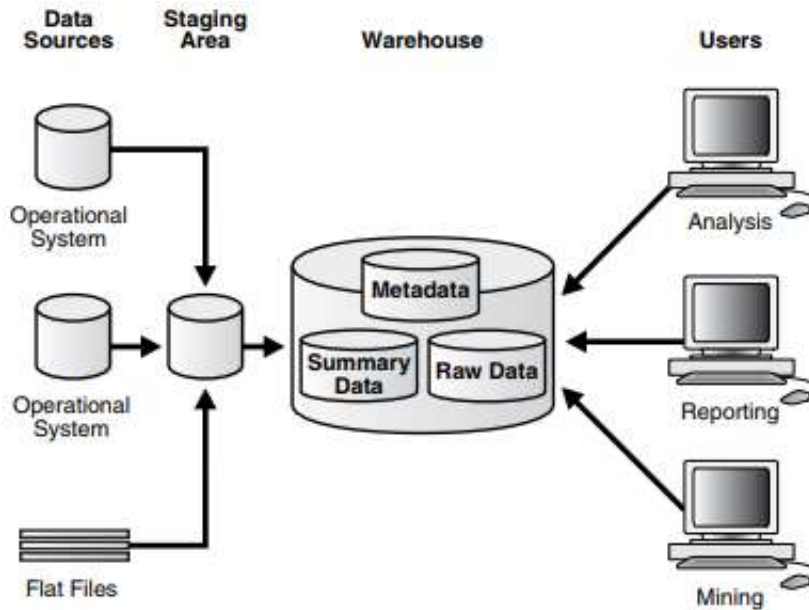 Data
Sources
Staging
Area
Warehouse
Users
Operational
System
Analysis
Metadata
Summary
Data
Raw Data
Operational
System
Reporting
Flat Files
Mining